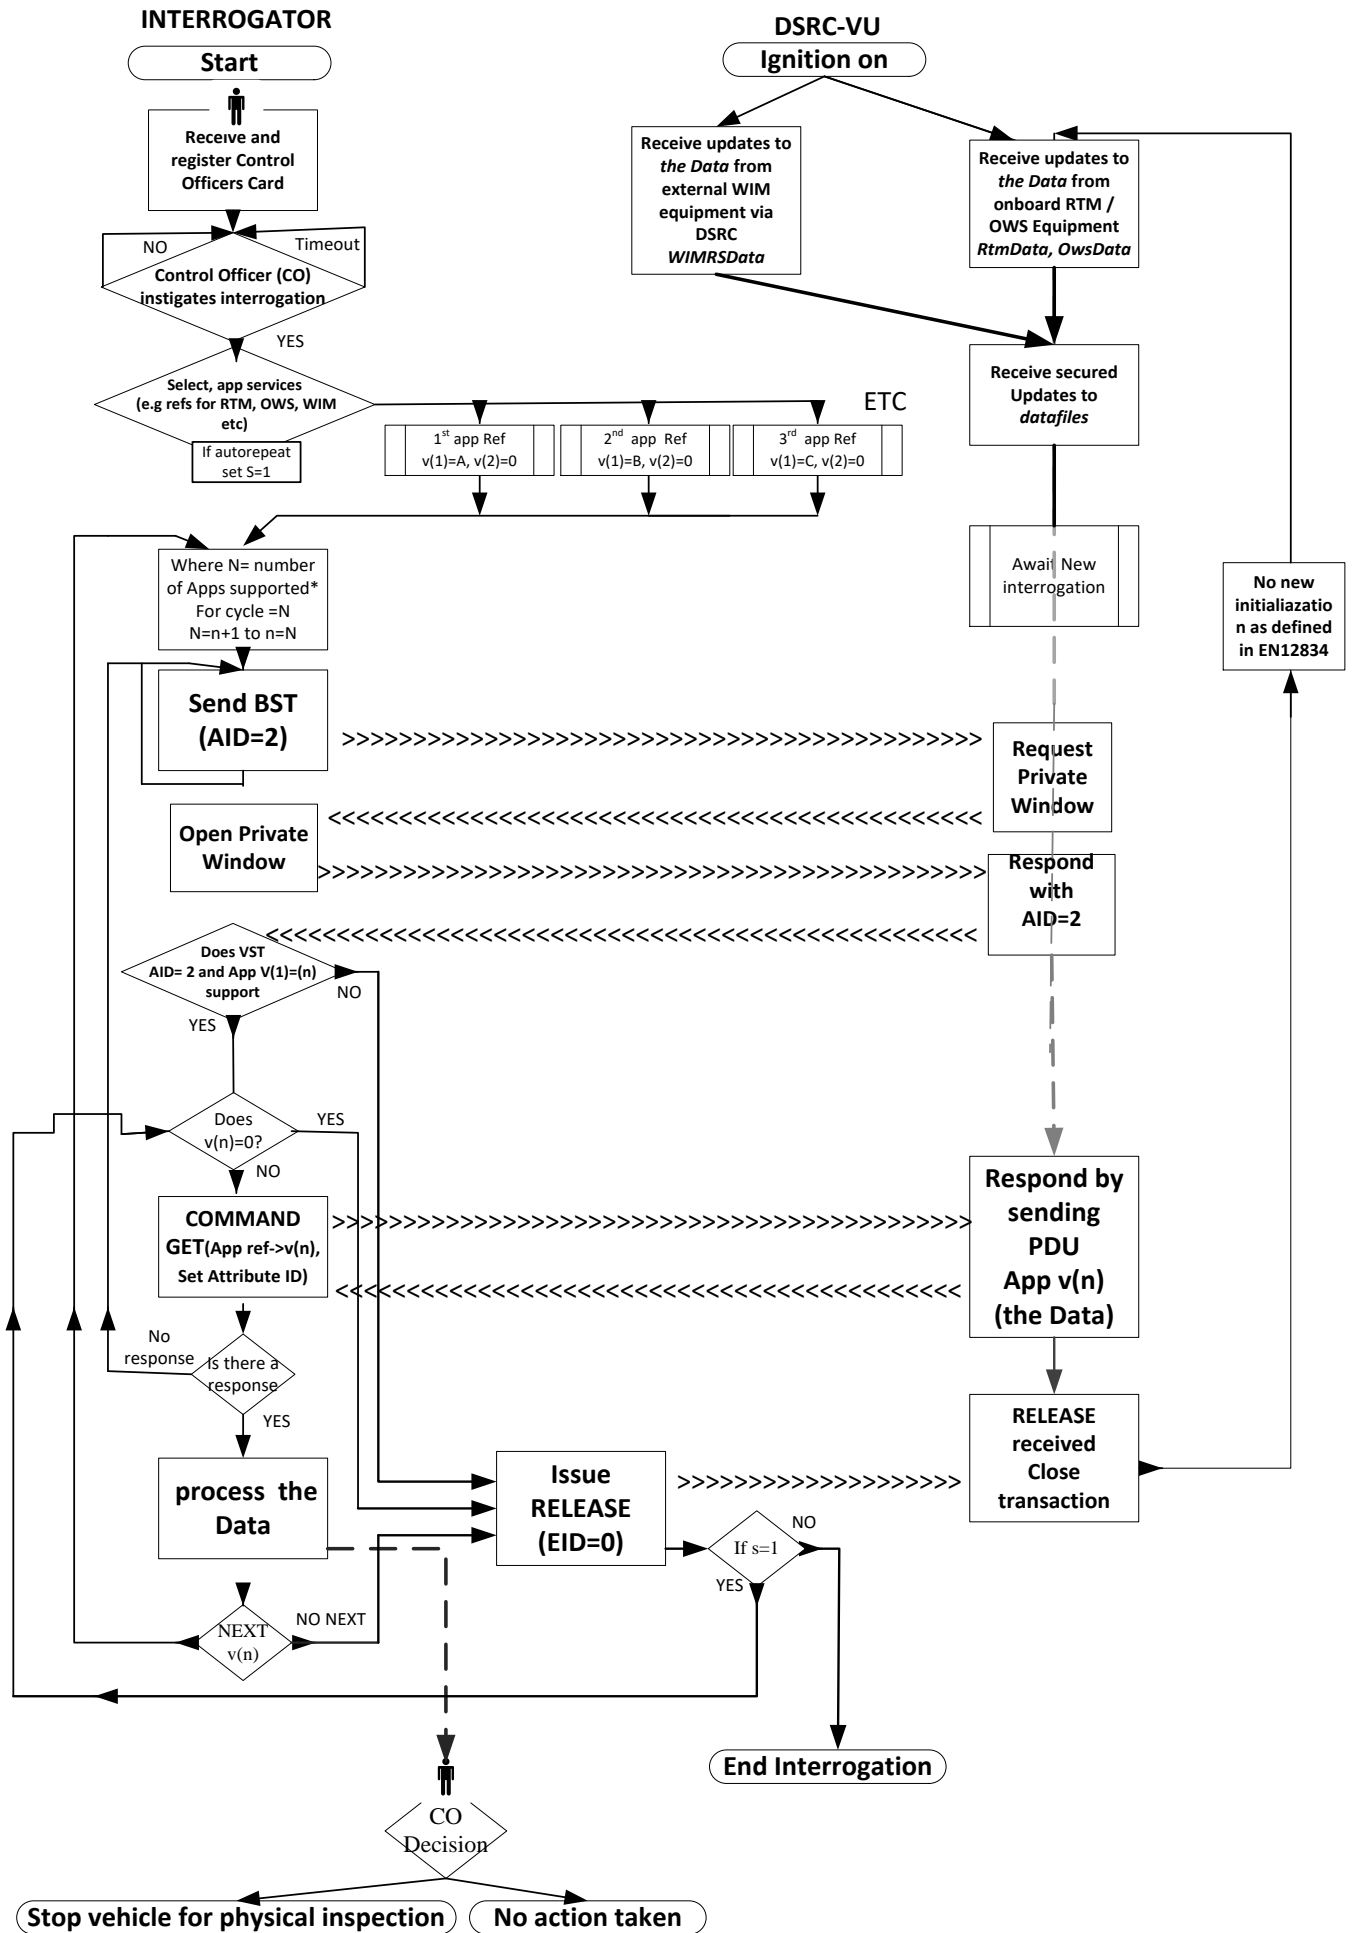 INTERROGATOR
Start
Receive and
register Control
Officers Card
NO
Timeout
Control Officer (CO)
instigates interrogation
YES
Select, app services
(e.g refs for RTM, OWS, WIM
etc)
If autorepeat
set S=1
1st app Ref
v(1)=A, v(2)=0
2nd app Ref
v(1)=B, v(2)=0
3rd app Ref
v(1)=C, v(2)=0
ETC
Where N= number
of Apps supported*
For cycle =N
N=n+1 to n=N
Send BST
(AID=2)
>>>>>>>>>>>>>>>>>>>>>>>>>>>>>>>>>>>>>>>>>>>>>>>>>>>>>
<<<<<<<<<<<<<<<<<<<<<<<<<<<<<<<<<<<<<<<<<<<<<<<<<<<<<<
Open Private
Window
>>>>>>>>>>>>>>>>>>>>>>>>>>>>>>>>>>>>>>>>>>>>>>>>>>>>>>>
<<<<<<<<<<<<<<<<<<<<<<<<<<<<<<<<<<<<<<<<<<<<<<<<<<<<<<<<<<<
Does VST
AID= 2 and App V(1)=(n)
support
NO
YES
Does
v(n)=0?
YES
NO
COMMAND
GET(App ref->v(n),
Set Attribute ID)
>>>>>>>>>>>>>>>>>>>>>>>>>>>>>>>>>>>>>>>>>>>>>>>>>>>>>
<<<<<<<<<<<<<<<<<<<<<<<<<<<<<<<<<<<<<<<<<<<<<<<<<<<<
No
response
Is there a
response
YES
process the
Data
NEXT
v(n)
NO NEXT
Issue
RELEASE
(EID=0)
>>>>>>>>>>>>>>>>>>>>>>>
If s=1
NO
YES
End Interrogation
CO
Decision
Stop vehicle for physical inspection
No action taken
DSRC-VU
Ignition on
Receive updates to
the Data from
external WIM
equipment via
DSRC
WIMRSData
Receive updates to
the Data from
onboard RTM /
OWS Equipment
RtmData, OwsData
Receive secured
Updates to
datafiles
Await New
interrogation
No new
initialiazatio
n as defined
in EN12834
Request
Private
Window
Respond
with
AID=2
Respond by
sending
PDU
App v(n)
(the Data)
RELEASE
received
Close
transaction